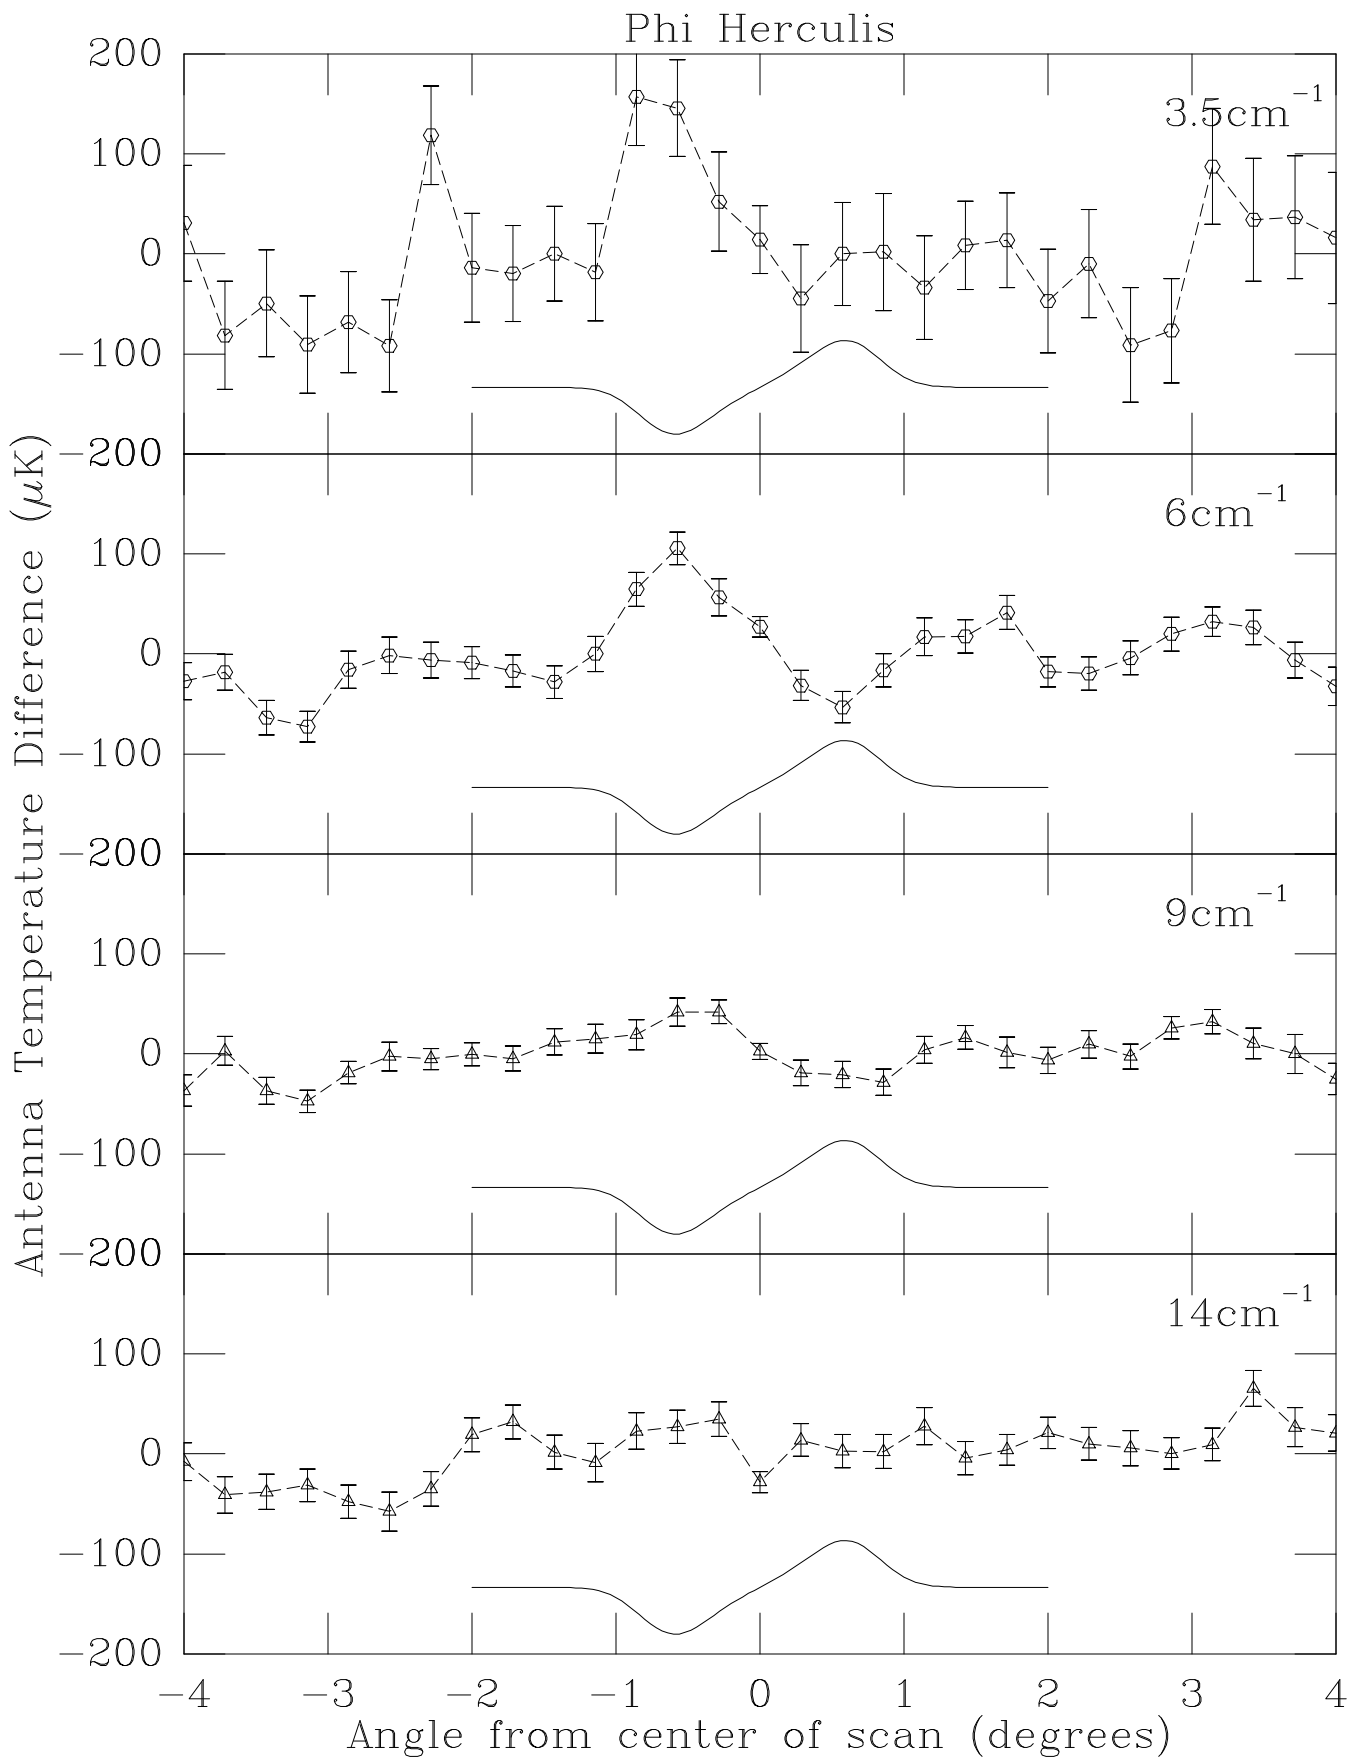 Phi Herculis
200
3.5cm⁻¹
100
0
−100
−200
6cm⁻¹
100
0
−100
−200
9cm⁻¹
100
0
−100
−200
14cm⁻¹
100
0
−100
−200
−4 −3 −2 −1 0 1 2 3 4
Angle from center of scan (degrees)
Antenna Temperature Difference (μK)